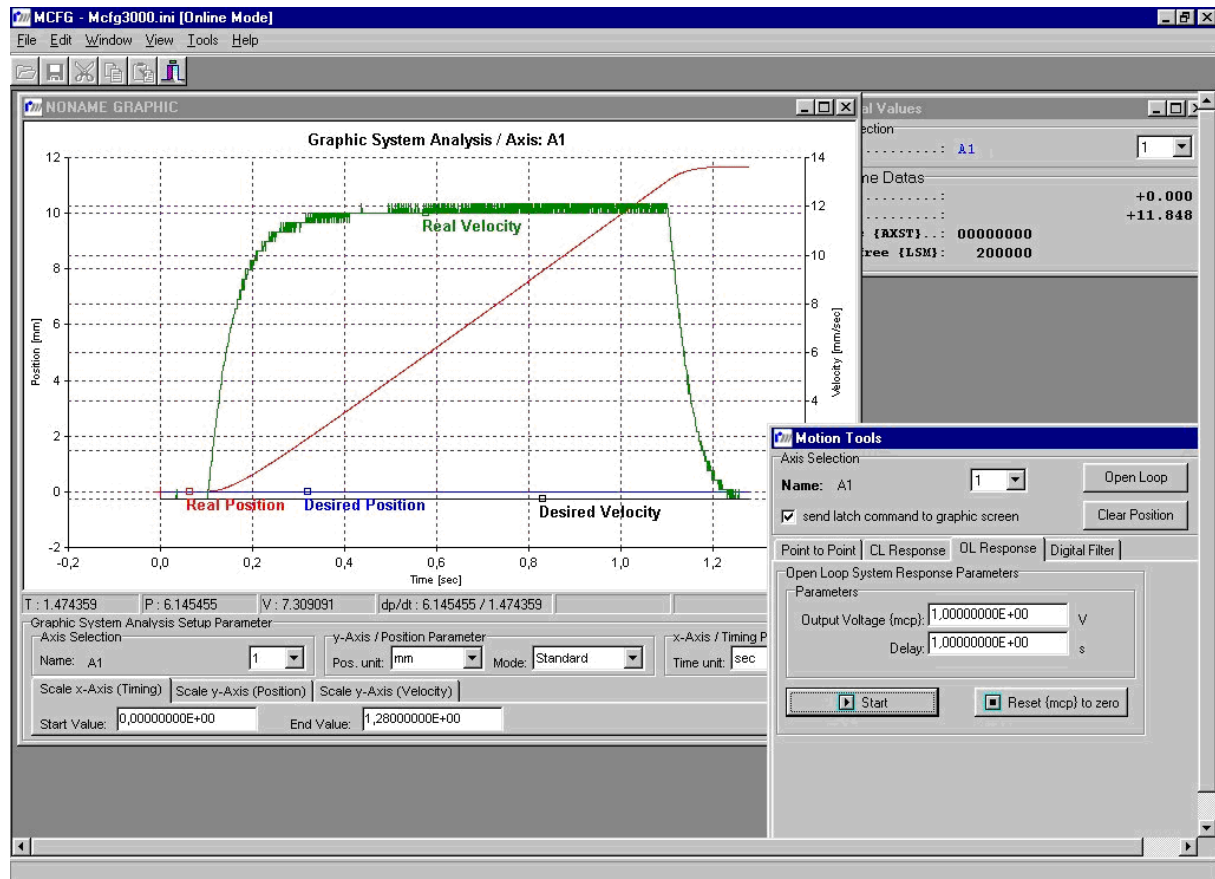 MCFG - Mcfg3000.ini [Online Mode]
File Edit Window View Tools Help
NONAME GRAPHIC
Graphic System Analysis / Axis: A1
12
10
8
6
4
2
0
-2
Position [mm]
14
12
10
8
6
4
Velocity [mm/sec]
Real Velocity
Real Position
Desired Position
Desired Velocity
-0,2 0,0 0,2 0,4 0,6 0,8 1,0 1,2
Time [sec]
T : 1.474359 P : 6.145455 V : 7.309091 dp/dt : 6.145455 / 1.474359
Graphic System Analysis Setup Parameter
Axis Selection y-Axis / Position Parameter x-Axis / Timing P
Name: A1 1 Pos. unit: mm Mode: Standard Time unit: sec
Scale x-Axis (Timing) Scale y-Axis (Position) Scale y-Axis (Velocity)
Start Value: 0,00000000E+00 End Value: 1,28000000E+00
al Values
ection
.........: A1 1
me Datas
.........: +0.000
.........: +11.848
{AXST}..: 00000000
ree {LSM}: 200000
Motion Tools
Axis Selection
Name: A1 1 Open Loop
send latch command to graphic screen Clear Position
Point to Point CL Response OL Response Digital Filter
Open Loop System Response Parameters
Parameters
Output Voltage {mcp}: 1,00000000E+00 V
Delay: 1,00000000E+00 s
Start Reset {mcp} to zero